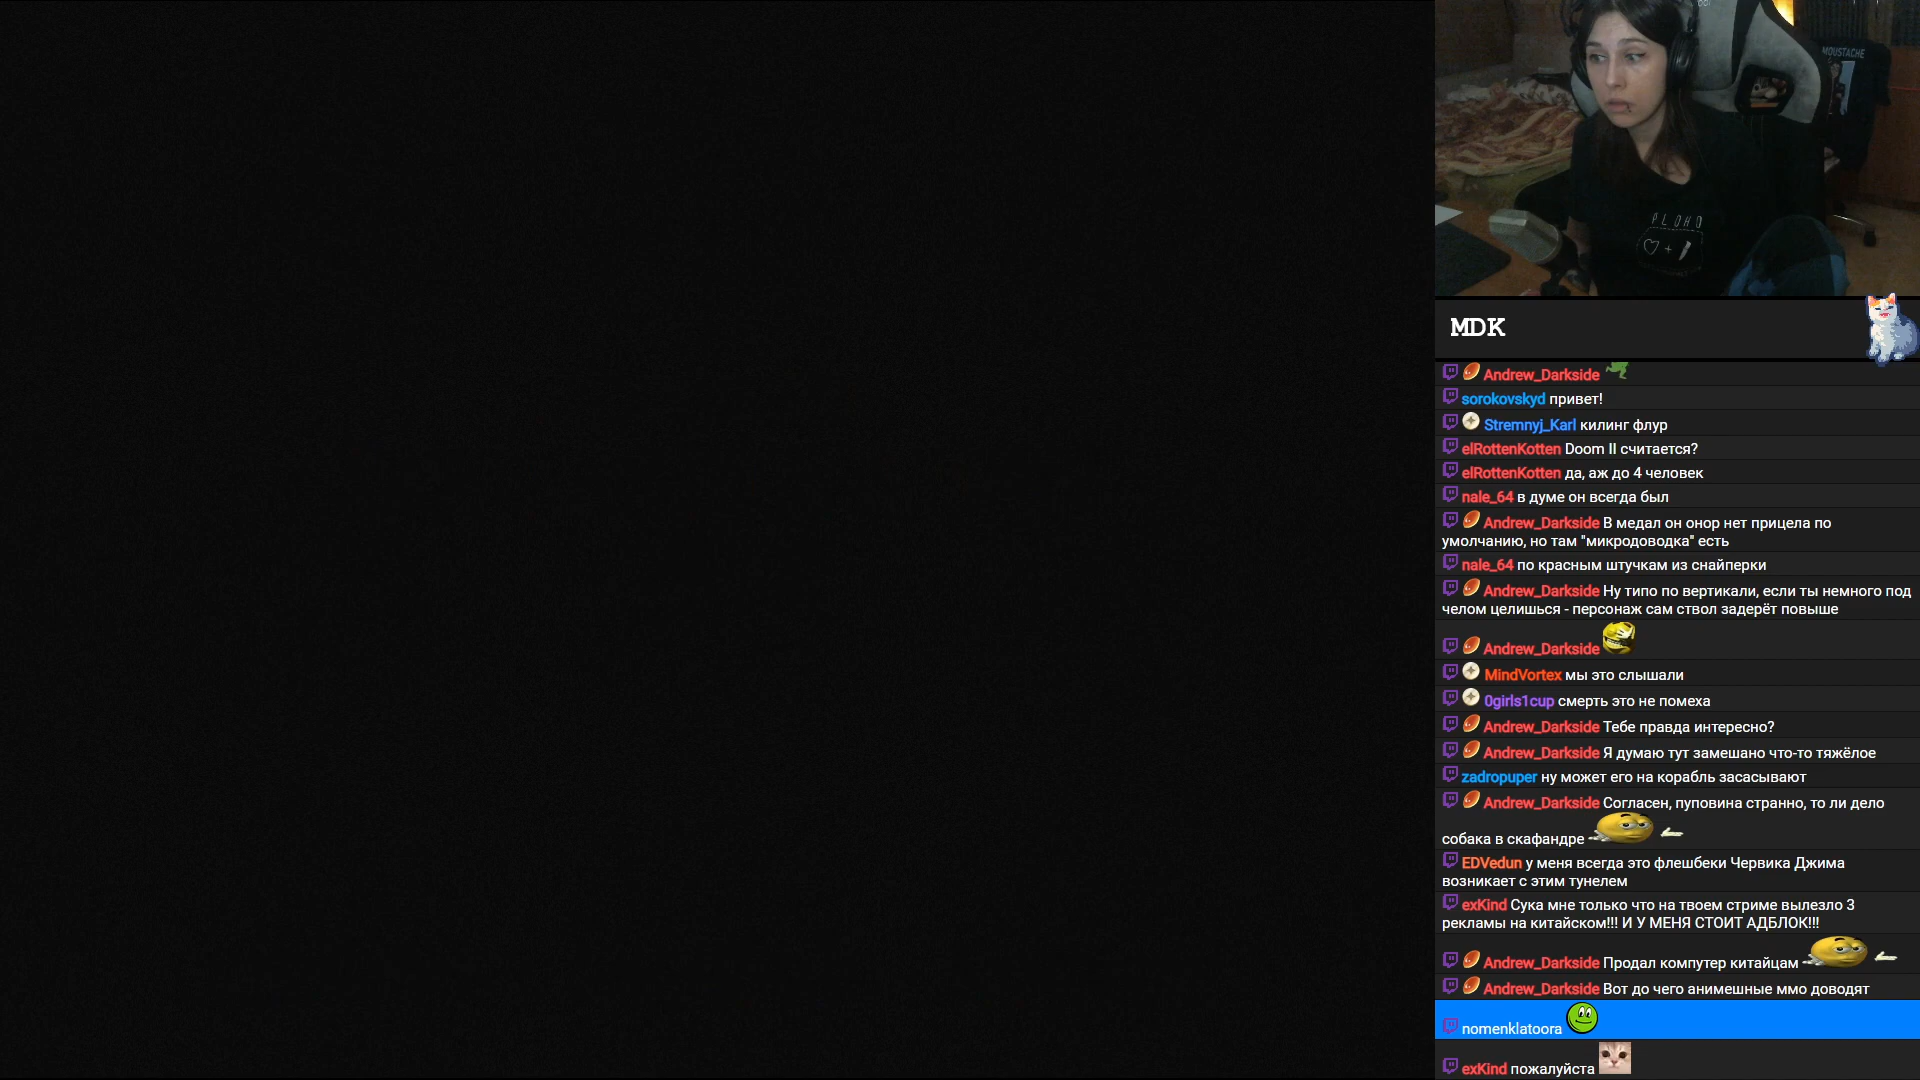 MOUSTACHE
PLOHO
MDK
Andrew_Darkside
sorokovskyd привет!
Stremnyj_Karl килинг флур
elRottenKotten Doom II считается?
elRottenKotten да, аж до 4 человек
nale_64 в думе он всегда был
Andrew_Darkside В медал он онор нет прицела по
умолчанию, но там "микродоводка" есть
nale_64 по красным штучкам из снайперки
Andrew_Darkside Ну типо по вертикали, если ты немного под
челом целишься - персонаж сам ствол задерёт повыше
Andrew_Darkside
MindVortex мы это слышали
0girls1cup смерть это не помеха
Andrew_Darkside Тебе правда интересно?
Andrew_Darkside Я думаю тут замешано что-то тяжёлое
zadropuper ну может его на корабль засасывают
Andrew_Darkside Согласен, пуповина странно, то ли дело
собака в скафандре
EDVedun у меня всегда это флешбеки Червика Джима
возникает с этим тунелем
exKind Сука мне только что на твоем стриме вылезло 3
рекламы на китайском!!! И У МЕНЯ СТОИТ АДБЛОК!!!
Andrew_Darkside Продал компутер китайцам
Andrew_Darkside Вот до чего анимешные ммо доводят
nomenklatoora
exKind пожалуйста